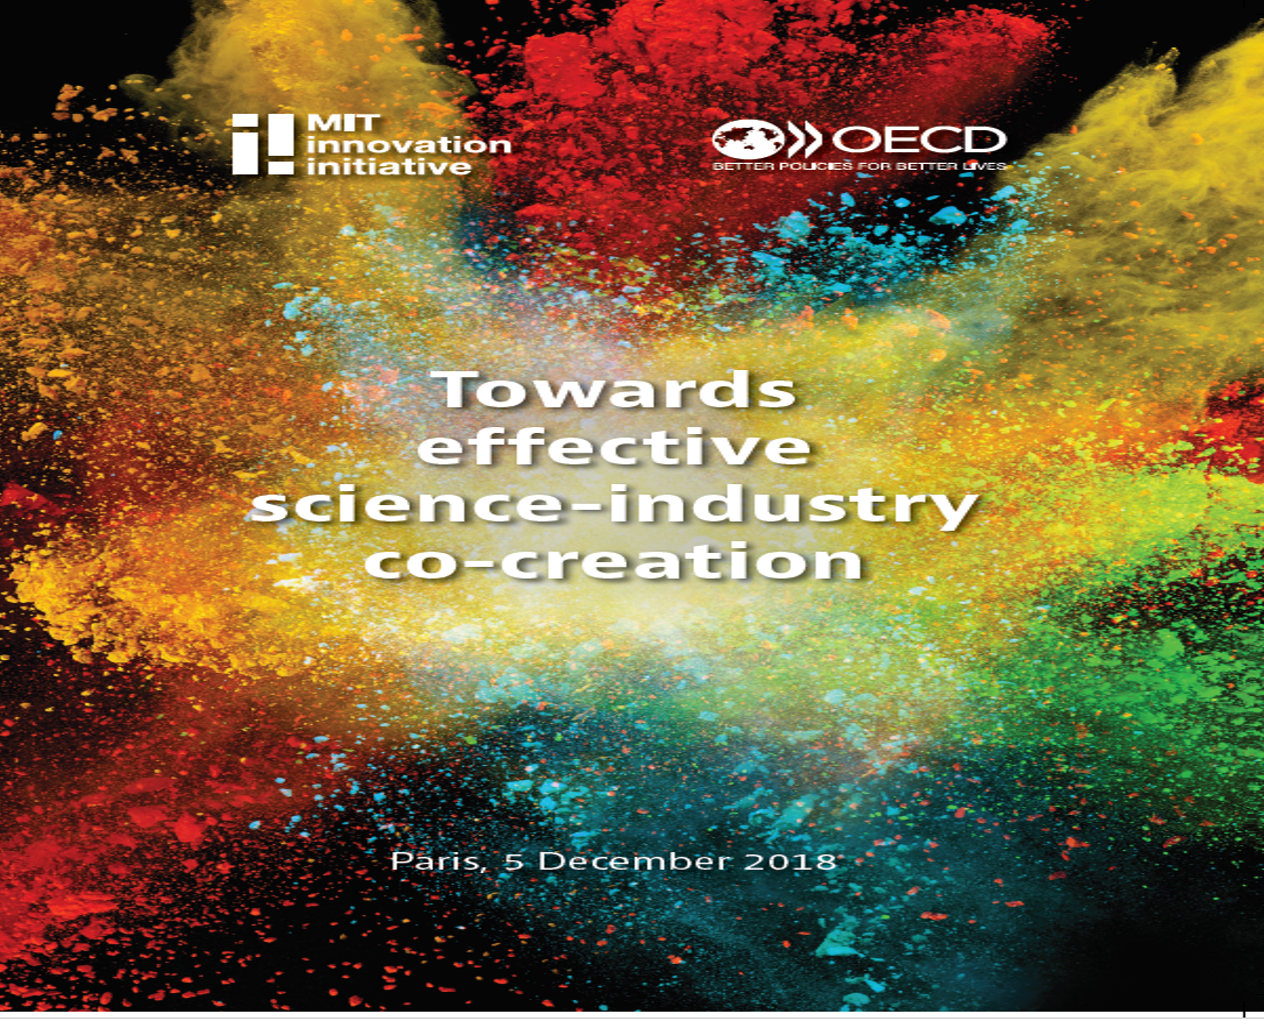 MIT
innovation
initiative
OECD
BETTER POLICIES FOR BETTER LIVES
Towards
effective
science–industry
co–creation
Paris, 5 December 2018